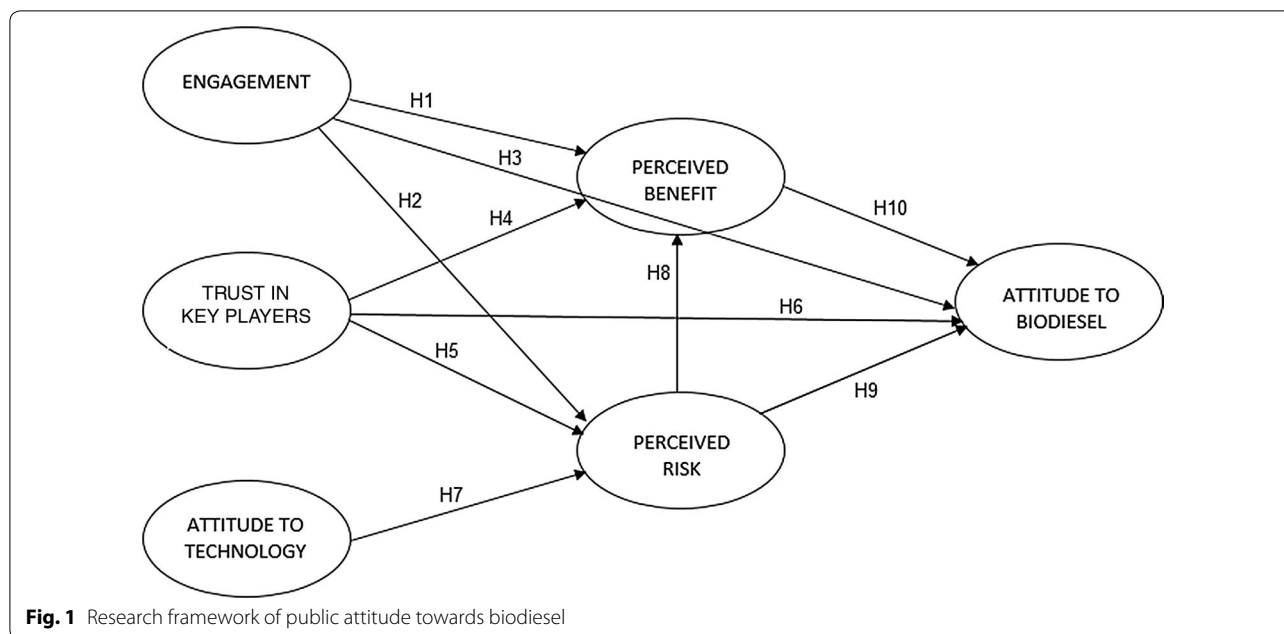 ENGAGEMENT
H1
H3
PERCEIVED
BENEFIT
H2
H4
H10
TRUST IN
KEY PLAYERS
H8
H6
ATTITUDE TO
BIODIESEL
H5
H9
PERCEIVED
RISK
H7
ATTITUDE TO
TECHNOLOGY
Fig. 1 Research framework of public attitude towards biodiesel